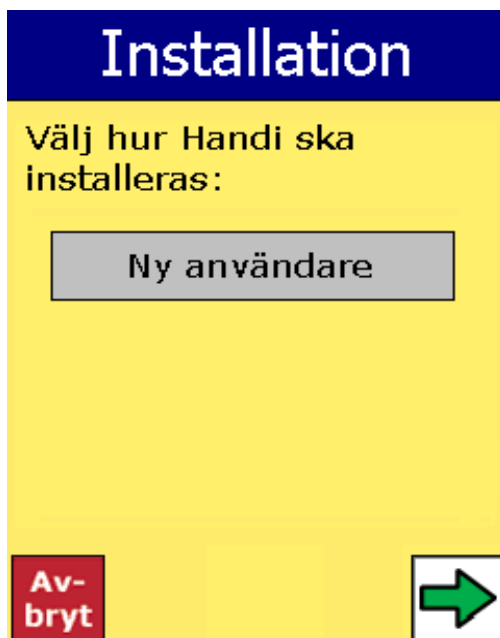 Installation
Välj hur Handi ska
installeras:
Ny användare
Av-
bryt